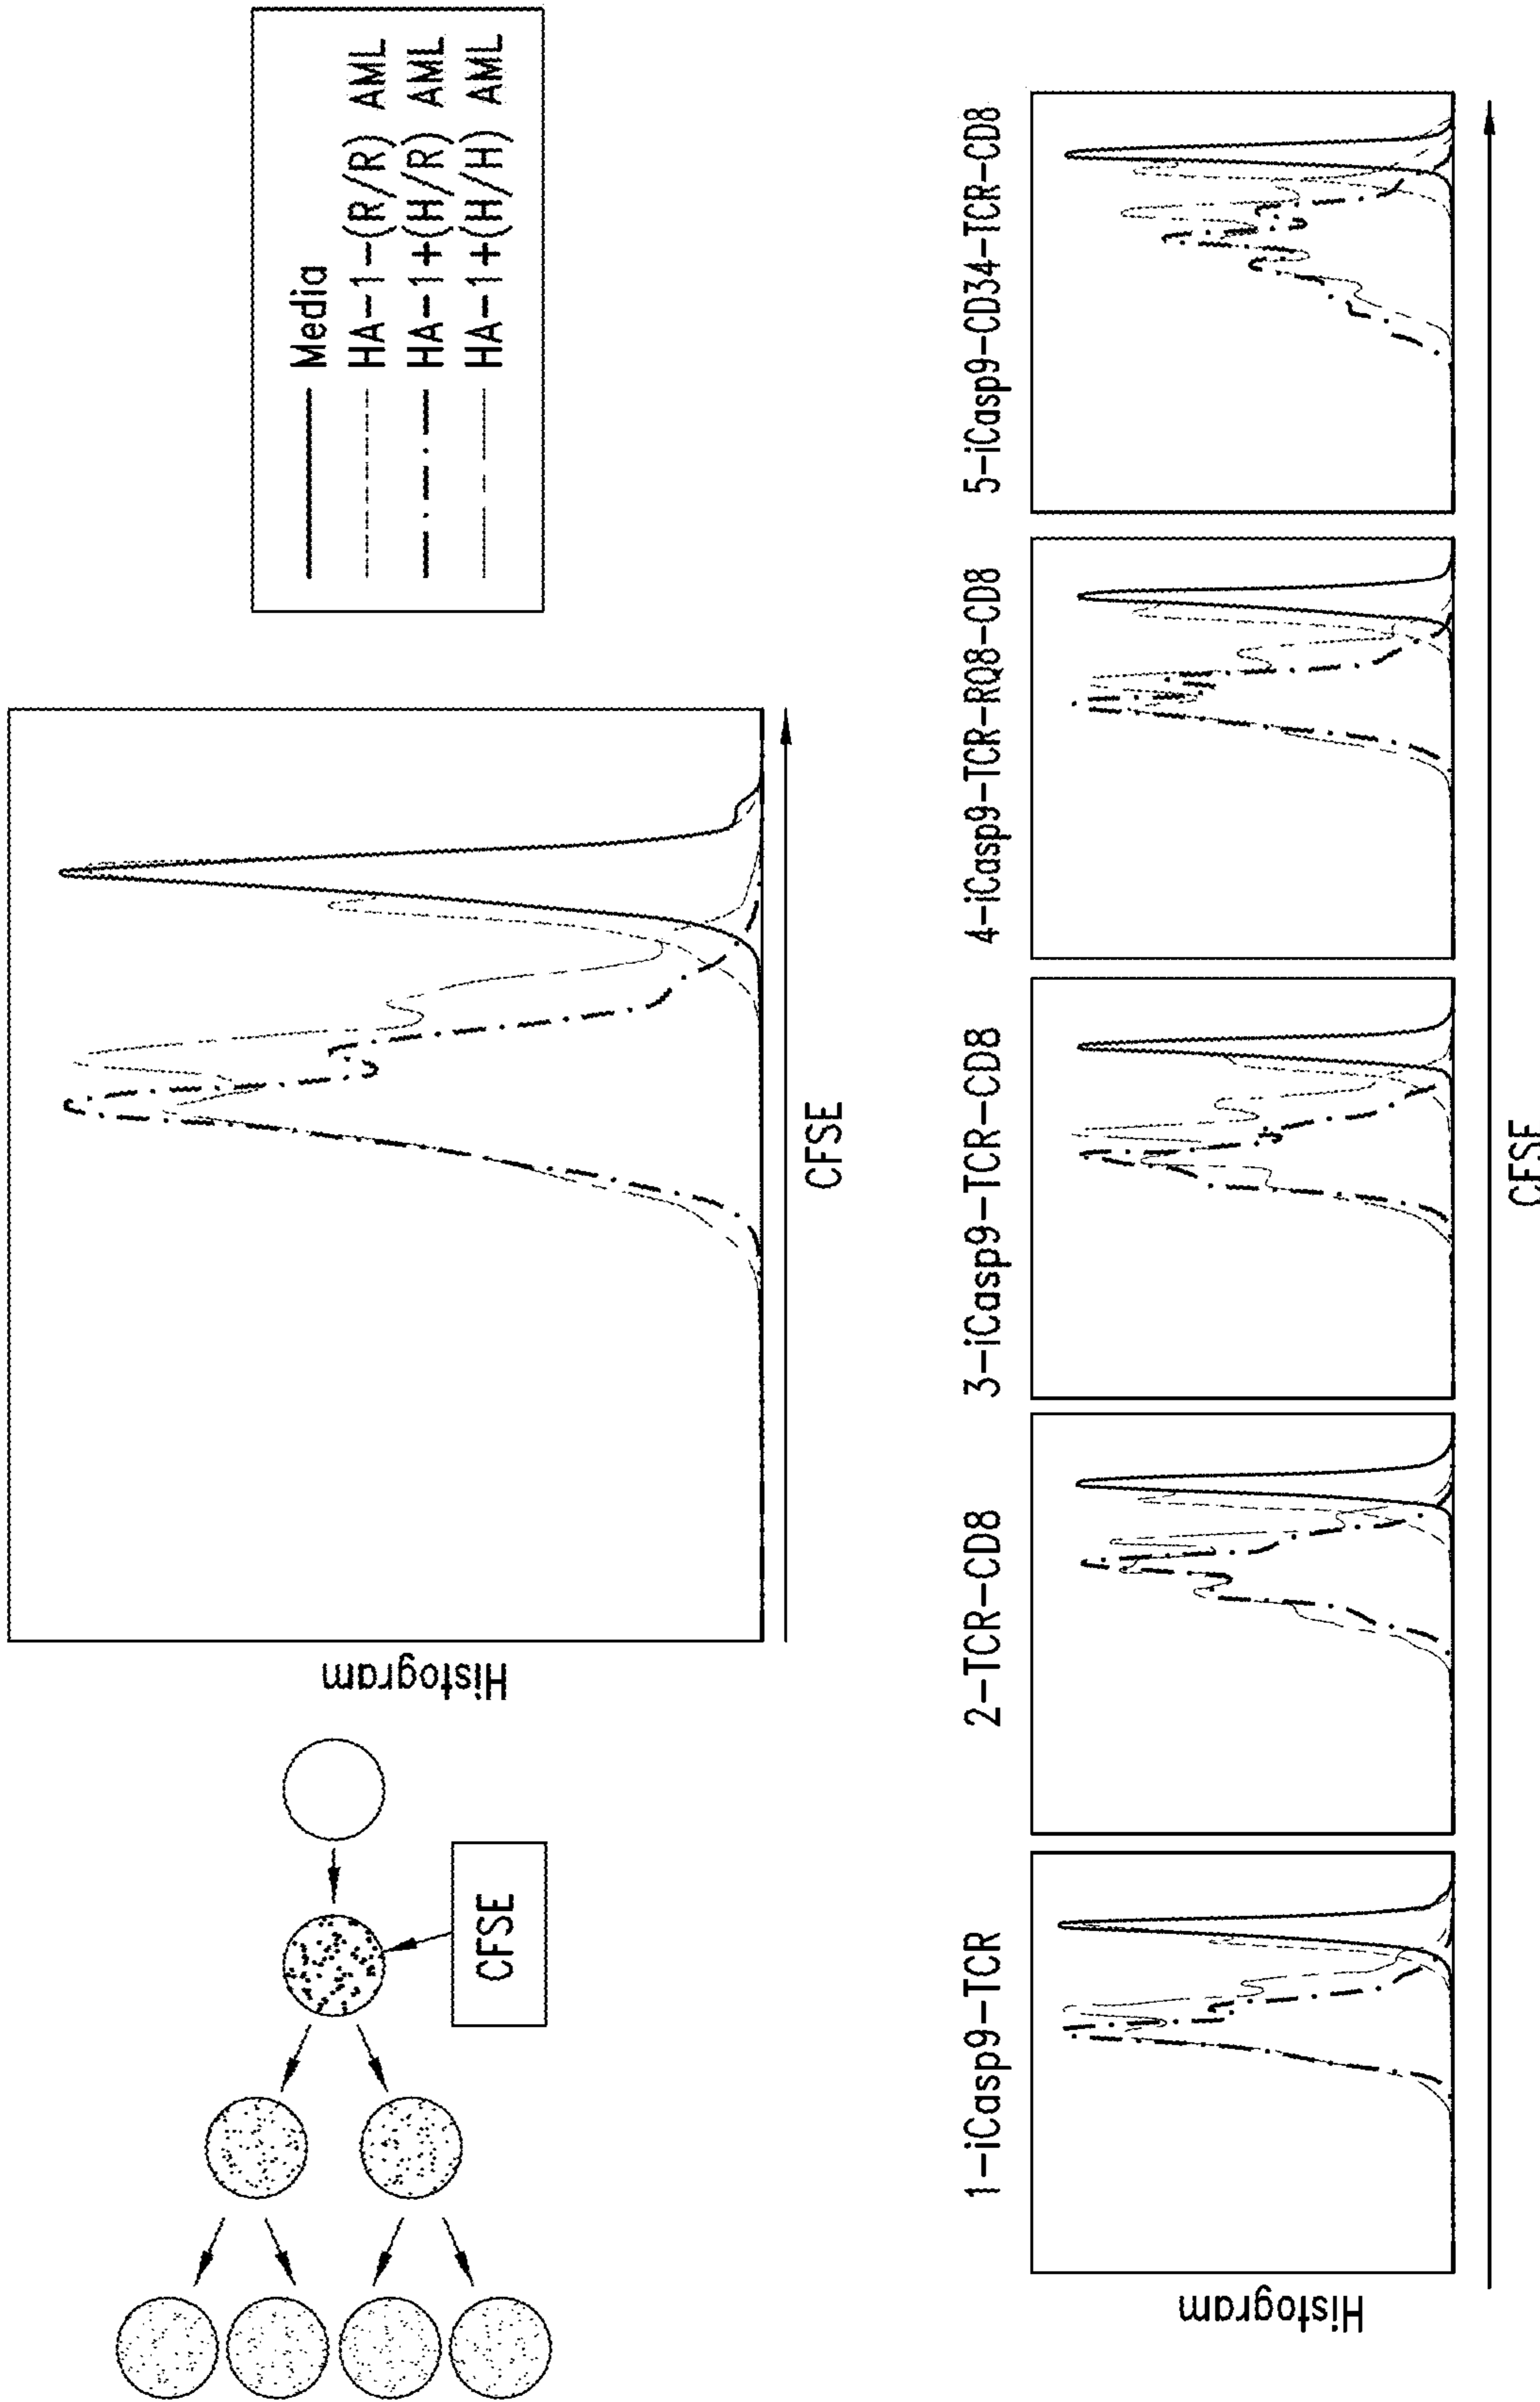 CFSE
Histogram
CFSE
Media
HA-1-(R/R) AML
HA-1+(H/R) AML
HA-1+(H/H) AML
1-iCasp9-TCR
2-TCR-CD8
3-iCasp9-TCR-CD8
4-iCasp9-TCR-RQ8-CD8
5-iCasp9-CD34-TCR-CD8
Histogram
CFSE